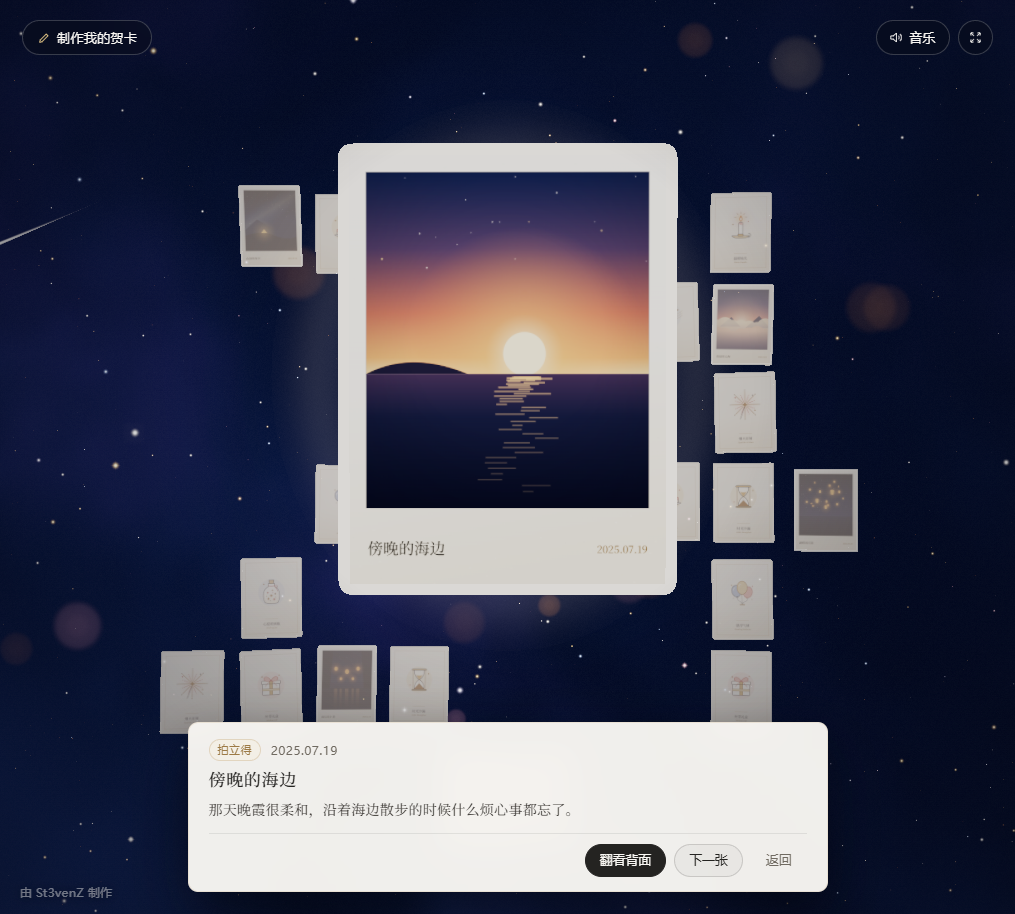 制作我的贺卡
音乐
傍晚的海边
2025.07.19
拍立得 2025.07.19
傍晚的海边
那天晚霞很柔和，沿着海边散步的时候什么烦心事都忘了。
翻看背面 下一张 返回
由 St3venZ 制作